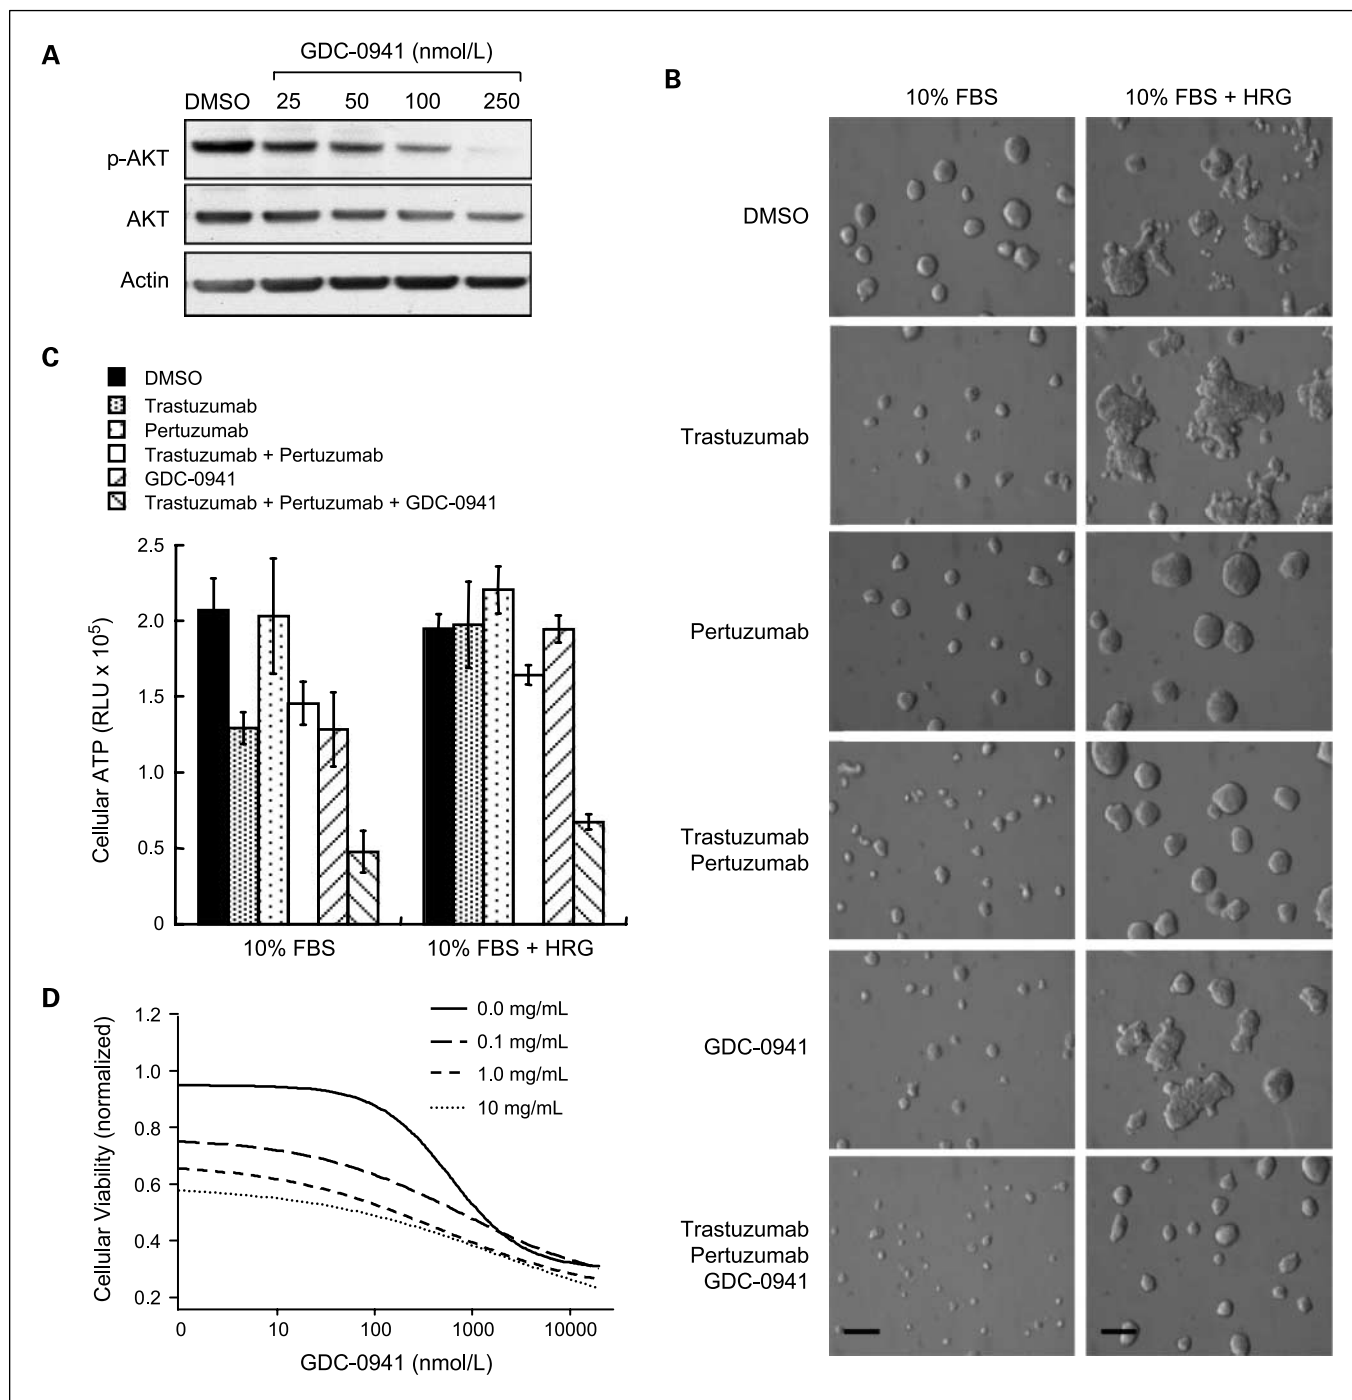 A
GDC-0941 (nmol/L)
DMSO 25 50 100 250
p-AKT
AKT
Actin
B
10% FBS 10% FBS + HRG
DMSO
Trastuzumab
Pertuzumab
Trastuzumab
Pertuzumab
GDC-0941
Trastuzumab
Pertuzumab
GDC-0941
C
DMSO
Trastuzumab
Pertuzumab
Trastuzumab + Pertuzumab
GDC-0941
Trastuzumab + Pertuzumab + GDC-0941
Cellular ATP (RLU x 10⁵)
2.5
2.0
1.5
1.0
0.5
0
10% FBS 10% FBS + HRG
D
Cellular Viability (normalized)
1.2
1.0
0.8
0.6
0.4
0.2
0.0 mg/mL
0.1 mg/mL
1.0 mg/mL
10 mg/mL
0 10 100 1000 10000
GDC-0941 (nmol/L)